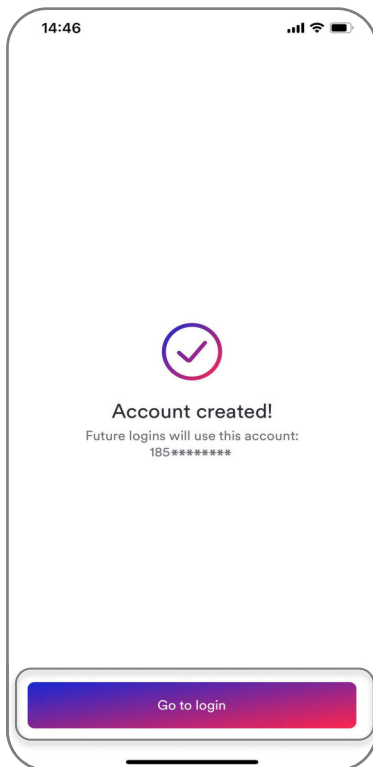 14:46
Account created!
Future logins will use this account:
185********
Go to login